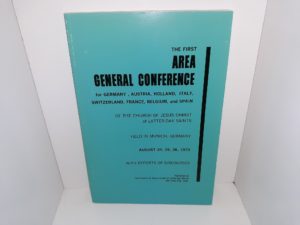 THE FIRST
AREA
GENERAL CONFERENCE
for GERMANY, AUSTRIA, HOLLAND, ITALY,
SWITZERLAND, FRANCE, BELGIUM, and SPAIN
OF THE CHURCH OF JESUS CHRIST
of LATTER-DAY SAINTS
HELD IN MUNICH, GERMANY
AUGUST 24, 25, 26, 1973
With REPORTS OF DISCOURSES